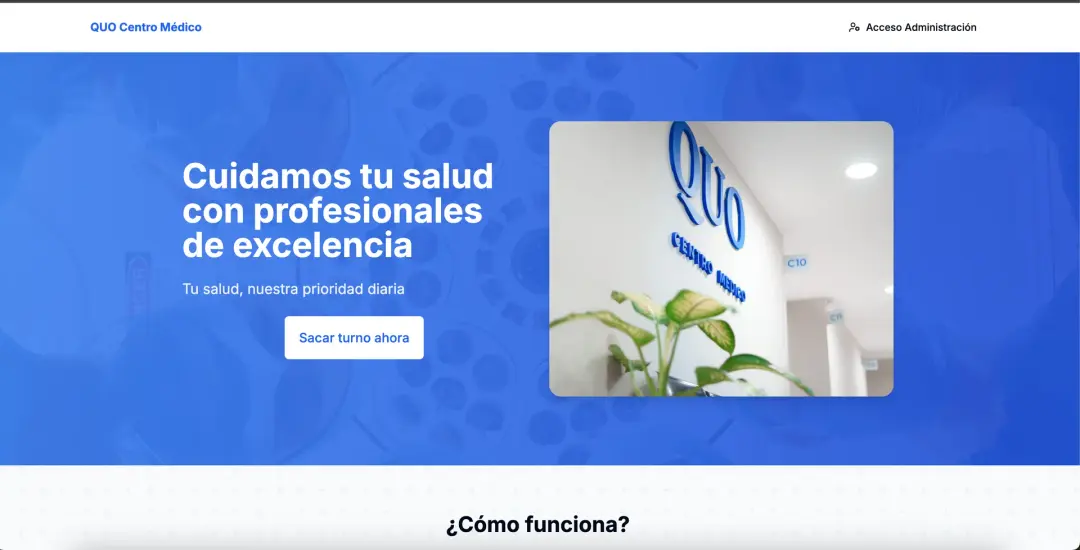 QUO Centro Médico
Acceso Administración
Cuidamos tu salud
con profesionales
de excelencia
Tu salud, nuestra prioridad diaria
Sacar turno ahora
QUO
CENTRO MEDICO
C10
¿Cómo funciona?